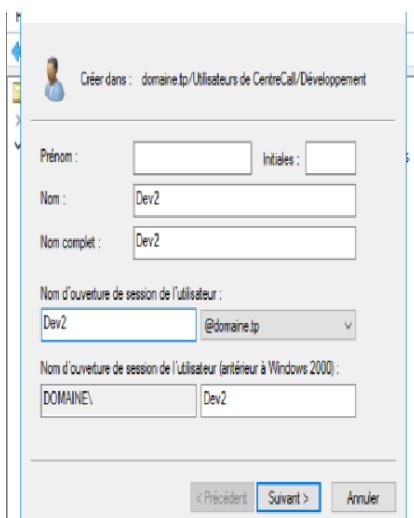 Créer dans : domaine.tp/Utilisateurs de CentreCall/Développement
Prénom : Initiales :
Nom : Dev2
Nom complet : Dev2
Nom d'ouverture de session de l'utilisateur :
Dev2 @domaine.tp
Nom d'ouverture de session de l'utilisateur (antérieur à Windows 2000) :
DOMAINE\ Dev2
< Précédent Suivant > Annuler